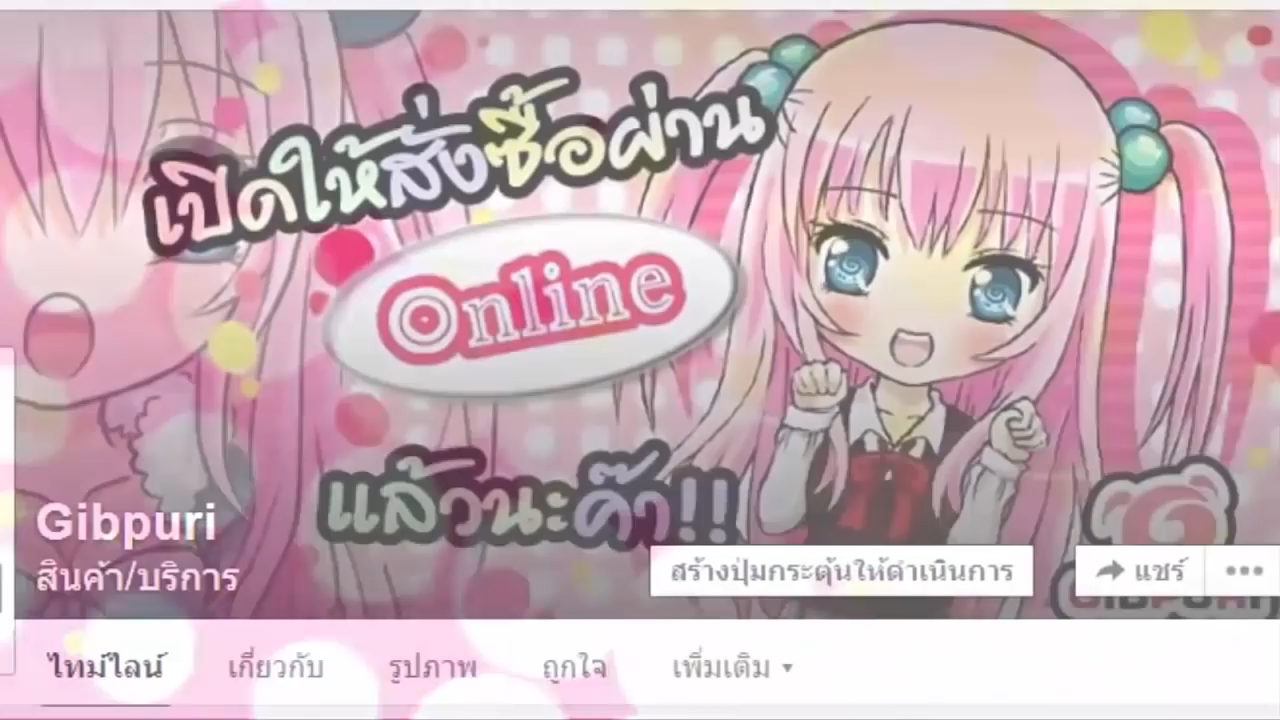 เปิดให้สั่งซื้อผ่าน
Online
แล้วนะค๊า!!
Gibpuri
สินค้า/บริการ
สร้างปุ่มกระตุ้นให้ดำเนินการ
แชร์
GIBPURI
ไทม์ไลน์
เกี่ยวกับ
รูปภาพ
ถูกใจ
เพิ่มเติม